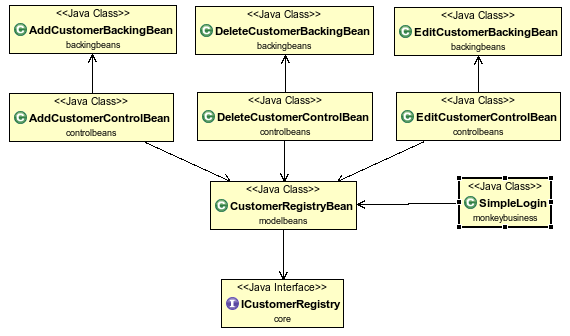 <<Java Class>>
C AddCustomerBackingBean
backingbeans
<<Java Class>>
C DeleteCustomerBackingBean
backingbeans
<<Java Class>>
C EditCustomerBackingBean
backingbeans
<<Java Class>>
C AddCustomerControlBean
controlbeans
<<Java Class>>
C DeleteCustomerControlBean
controlbeans
<<Java Class>>
C EditCustomerControlBean
controlbeans
<<Java Class>>
C CustomerRegistryBean
modelbeans
<<Java Class>>
C SimpleLogin
monkeybusiness
<<Java Interface>>
I ICustomerRegistry
core